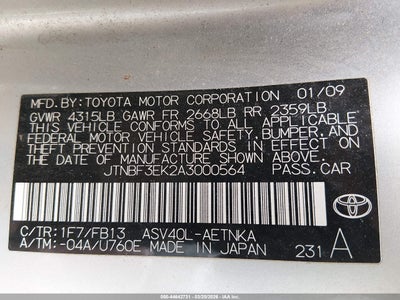 MFD.BY:TOYOTA MOTOR CORPORATION 01/09
GVWR 4315LB GAWR FR 2668LB RR 2359LB
THIS VEHICLE CONFORMS TO ALL APPLICABLE
FEDERAL MOTOR VEHICLE SAFETY, BUMPER, AND
THEFT PREVENTION STANDARDS IN EFFECT ON
THE DATE OF MANUFACTURE SHOWN ABOVE.
JTNBF3EK2A3000564 PASS.CAR
C/TR: 1F7/FB13 ASV40L-AETNKA
A/TM: -04A/U760E MADE IN JAPAN
231 A
TOYOTA